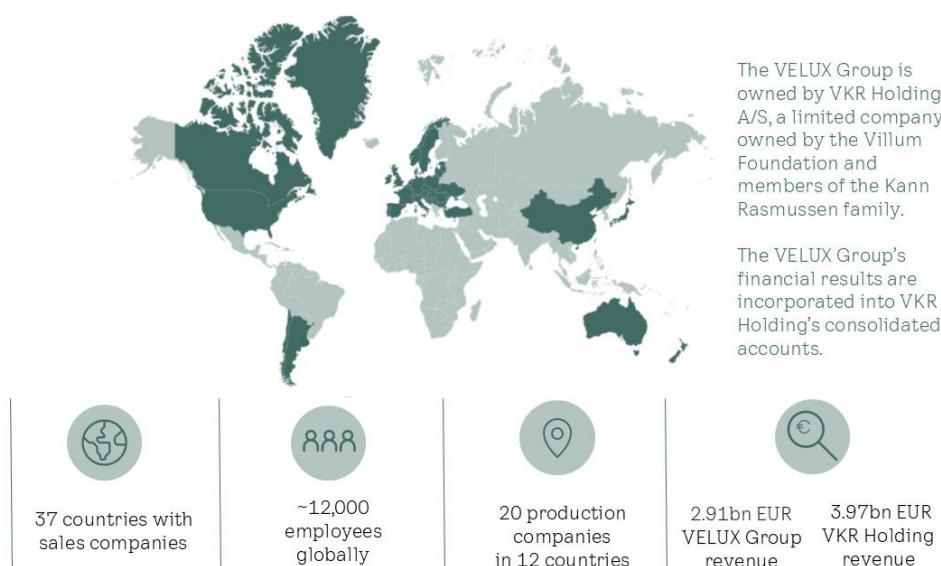 The VELUX Group is
owned by VKR Holding
A/S, a limited company
owned by the Villum
Foundation and
members of the Kann
Rasmussen family.
The VELUX Group's
financial results are
incorporated into VKR
Holding's consolidated
accounts.
€
37 countries with
sales companies
~12,000
employees
globally
20 production
companies
in 12 countries
2.91bn EUR
VELUX Group
revenue
3.97bn EUR
VKR Holding
revenue